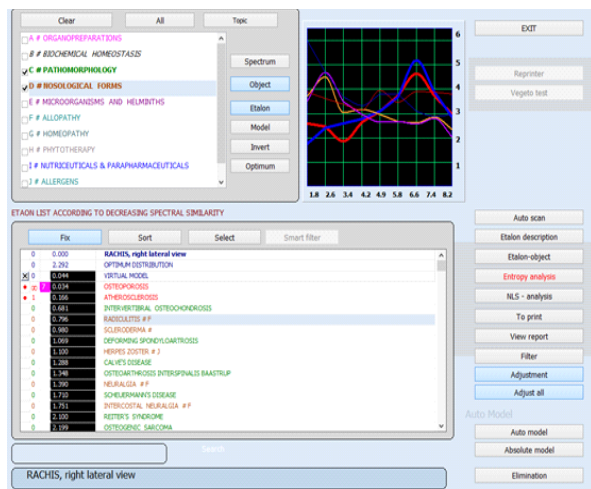 Clear
All
Topic
A # ORGANOPREPARATIONS
B # BIOCHEMICAL HOMEOSTASIS
C # PATHOMORPHOLOGY
D # NOSOLOGICAL FORMS
E # MICROORGANISMS AND HELMINTHS
F # ALLOPATHY
G # HOMEOPATHY
H # PHYTOTHERAPY
I # NUTRICEUTICALS & PARAPHARMACEUTICALS
J # ALLERGENS
Spectrum
Object
Etalon
Model
Invert
Optimum
6
5
4
3
2
1
1.8 2.6 3.4 4.2 4.9 5.8 6.6 7.4 8.2
EXIT
Reprinter
Vegeto test
ETAON LIST ACCORDING TO DECREASING SPECTRAL SIMILARITY
Fix
Sort
Select
Smart filter
0 0.000 RACHIS, right lateral view
0 2.292 OPTIMUM DISTRIBUTION
0 0.044 VIRTUAL MODEL
7 0.034 OSTEOPOROSIS
1 0.166 ATHEROSCLEROSIS
0 0.681 INTERVERTIBRAL OSTEOCHONDROSIS
0 0.796 RADICULITIS # F
0 0.980 SCLERODERMA #
0 1.069 DEFORMING SPONDYLOARTROSIS
0 1.100 HERPES ZOSTER # J
0 1.288 CALVE'S DISEASE
0 1.348 OSTEOARTHROSIS INTERSPINALIS BAASTRUP
0 1.390 NEURALGIA # F
0 1.710 SCHEUERMANN'S DISEASE
0 1.751 INTERCOSTAL NEURALGIA # F
0 2.100 REITER'S SYNDROME
0 2.199 OSTEOGENIC SARCOMA
Search
RACHIS, right lateral view
Auto scan
Etalon description
Etalon-object
Entropy analysis
NLS - analysis
To print
View report
Filter
Adjustment
Adjust all
Auto Model
Auto model
Absolute model
Elimination